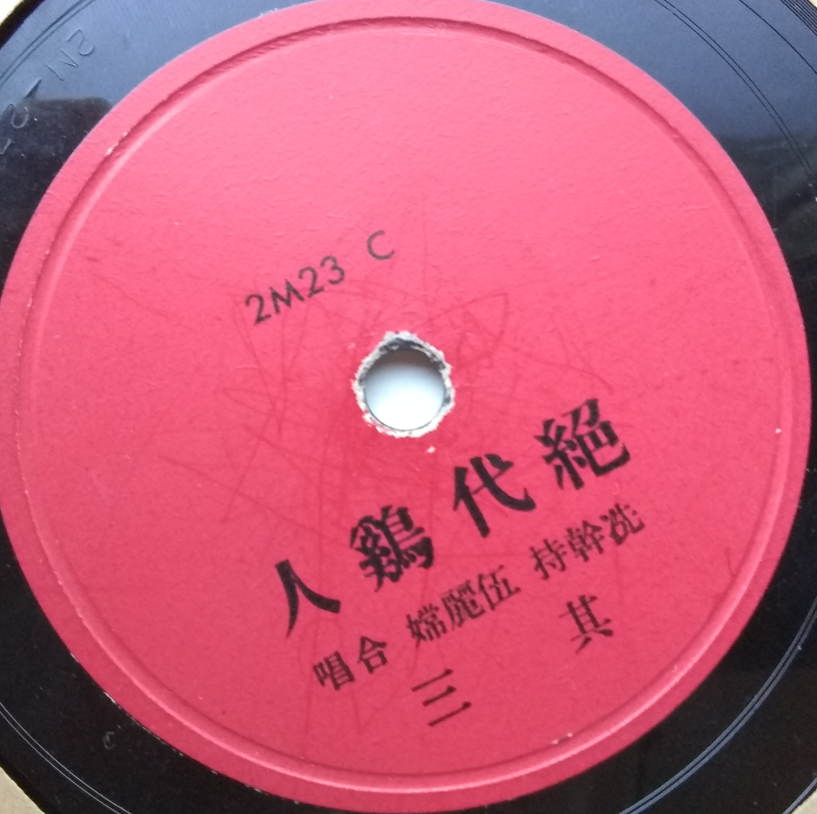 2M23 C
絕代鷄人
冼幹持 伍麗嫦 合唱
其三